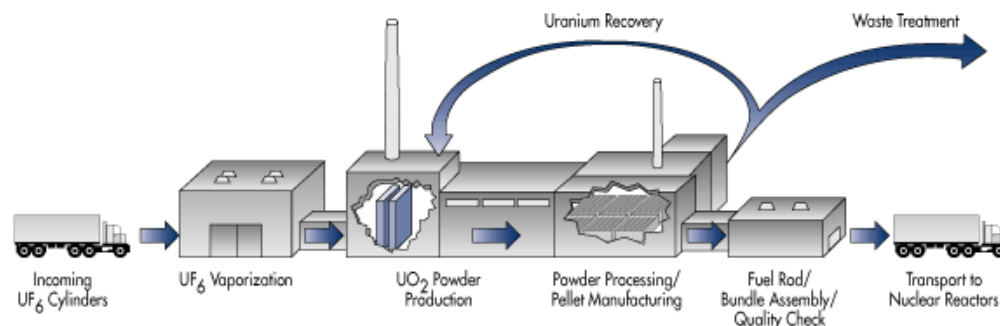 Uranium Recovery
Waste Treatment
Incoming
UF6 Cylinders
UF6 Vaporization
UO2 Powder
Production
Powder Processing/
Pellet Manufacturing
Fuel Rod/
Bundle Assembly/
Quality Check
Transport to
Nuclear Reactors